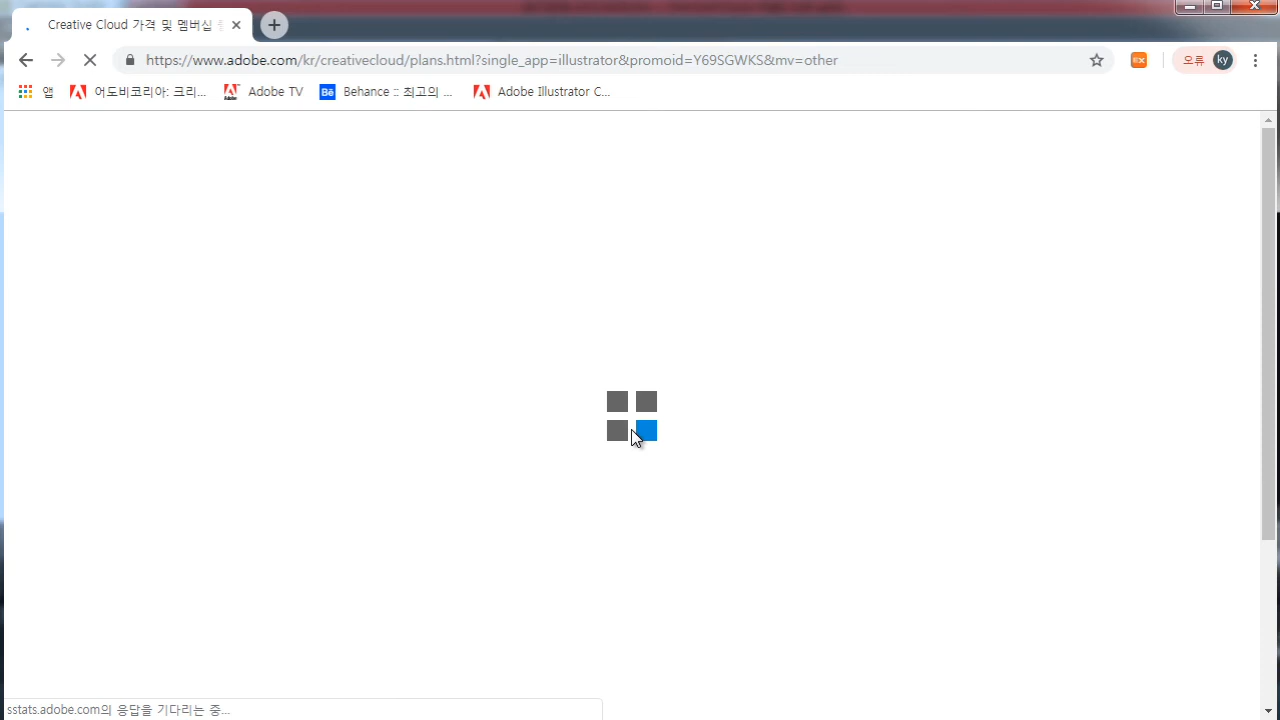 Creative Cloud 가격 및 멤버십
https://www.adobe.com/kr/creativecloud/plans.html?single_app=illustrator&promoid=Y69SGWKS&mv=other
오류 ky
앱 어도비코리아: 크리... Adobe TV Bē Behance :: 최고의 ... Adobe Illustrator C...
sstats.adobe.com의 응답을 기다리는 중...